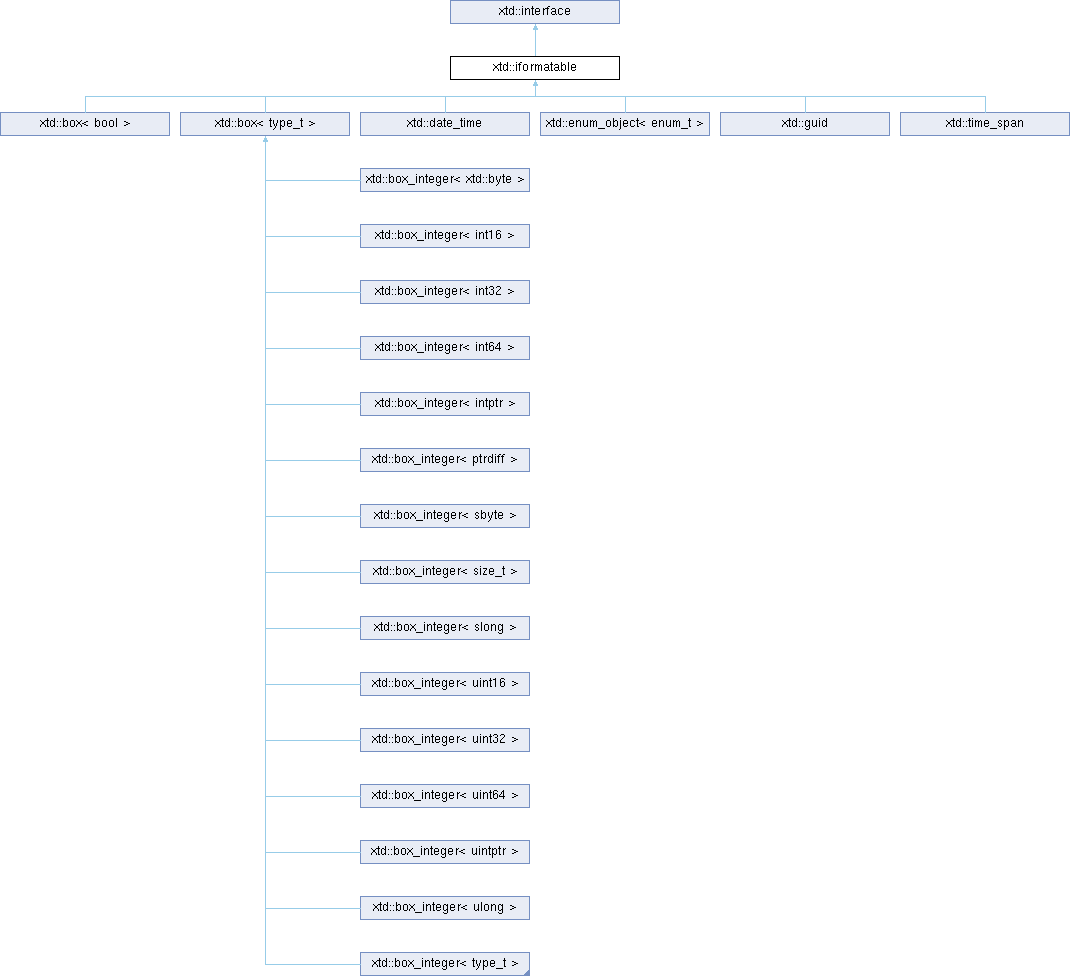 xtd::interface
xtd::iformatable
xtd::box< bool >
xtd::box< type_t >
xtd::date_time
xtd::enum_object< enum_t >
xtd::guid
xtd::time_span
xtd::box_integer< xtd::byte >
xtd::box_integer< int16 >
xtd::box_integer< int32 >
xtd::box_integer< int64 >
xtd::box_integer< intptr >
xtd::box_integer< ptrdiff >
xtd::box_integer< sbyte >
xtd::box_integer< size_t >
xtd::box_integer< slong >
xtd::box_integer< uint16 >
xtd::box_integer< uint32 >
xtd::box_integer< uint64 >
xtd::box_integer< uintptr >
xtd::box_integer< ulong >
xtd::box_integer< type_t >